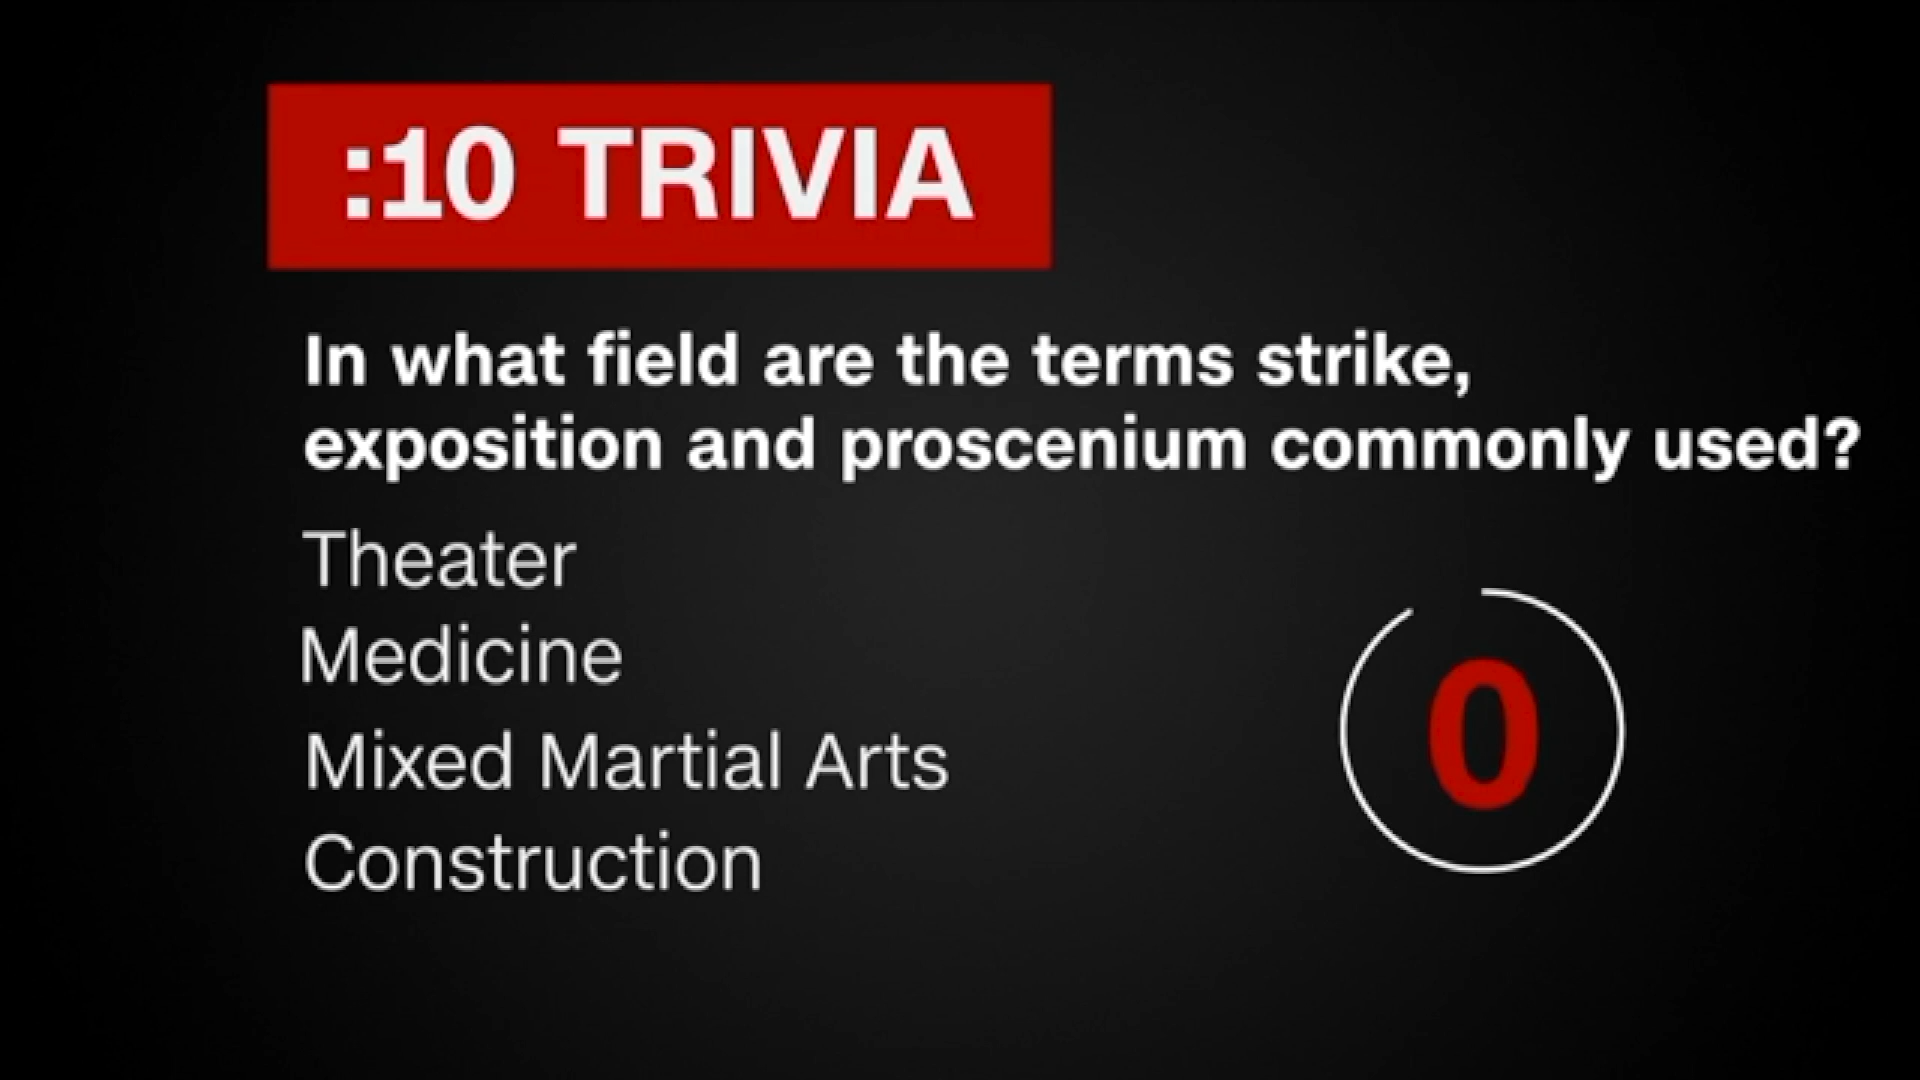 :10 TRIVIA
In what field are the terms strike,
exposition and proscenium commonly used?
Theater
Medicine
Mixed Martial Arts
Construction
0